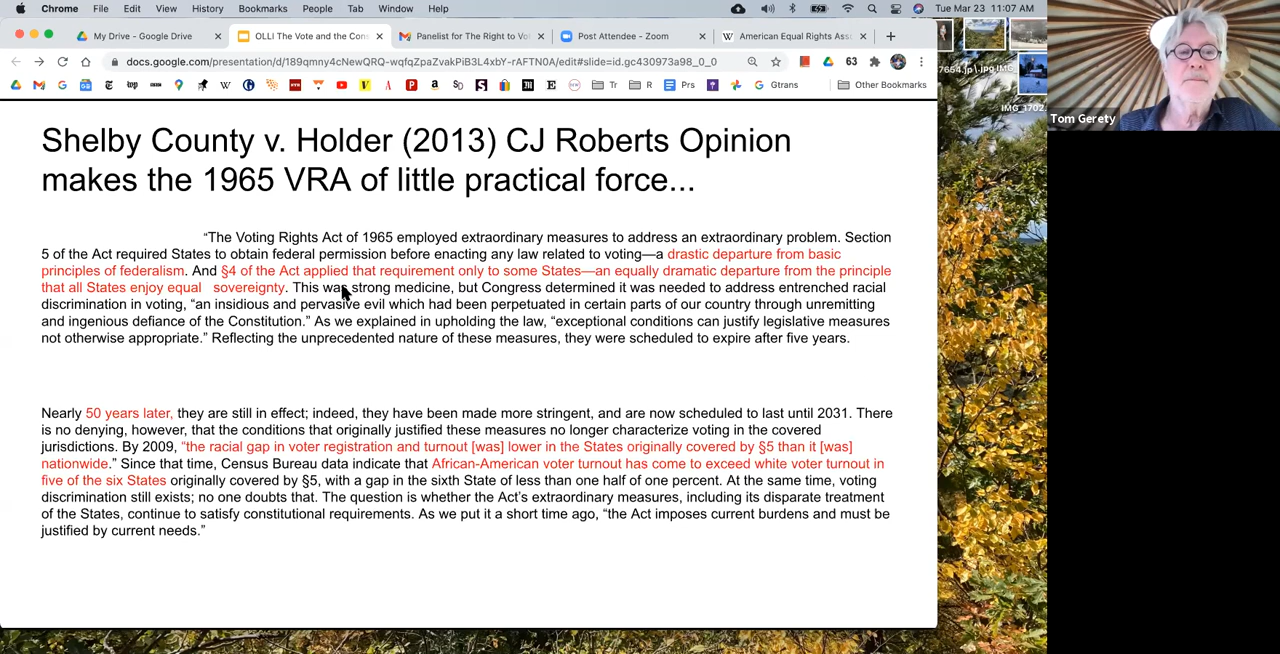 Chrome File Edit View History Bookmarks People Tab Window Help Tue Mar 23 11:07 AM
My Drive - Google Drive OLLI The Vote and the Con Panelist for The Right to Vo Post Attendee - Zoom American Equal Rights Ass
docs.google.com/presentation/d/189qmny4cNewQRQ-wqfqZpaZvakPiB3L4xbY-rAFTN0A/edit#slide=id.gc430973a98_0_0 63
Tr R Prs Gtrans Other Bookmarks
Tom Gerety
Shelby County v. Holder (2013) CJ Roberts Opinion
makes the 1965 VRA of little practical force...
“The Voting Rights Act of 1965 employed extraordinary measures to address an extraordinary problem. Section
5 of the Act required States to obtain federal permission before enacting any law related to voting—a drastic departure from basic
principles of federalism. And §4 of the Act applied that requirement only to some States—an equally dramatic departure from the principle
that all States enjoy equal sovereignty. This was strong medicine, but Congress determined it was needed to address entrenched racial
discrimination in voting, “an insidious and pervasive evil which had been perpetuated in certain parts of our country through unremitting
and ingenious defiance of the Constitution.” As we explained in upholding the law, “exceptional conditions can justify legislative measures
not otherwise appropriate.” Reflecting the unprecedented nature of these measures, they were scheduled to expire after five years.
Nearly 50 years later, they are still in effect; indeed, they have been made more stringent, and are now scheduled to last until 2031. There
is no denying, however, that the conditions that originally justified these measures no longer characterize voting in the covered
jurisdictions. By 2009, “the racial gap in voter registration and turnout [was] lower in the States originally covered by §5 than it [was]
nationwide.” Since that time, Census Bureau data indicate that African-American voter turnout has come to exceed white voter turnout in
five of the six States originally covered by §5, with a gap in the sixth State of less than one half of one percent. At the same time, voting
discrimination still exists; no one doubts that. The question is whether the Act’s extraordinary measures, including its disparate treatment
of the States, continue to satisfy constitutional requirements. As we put it a short time ago, “the Act imposes current burdens and must be
justified by current needs.”